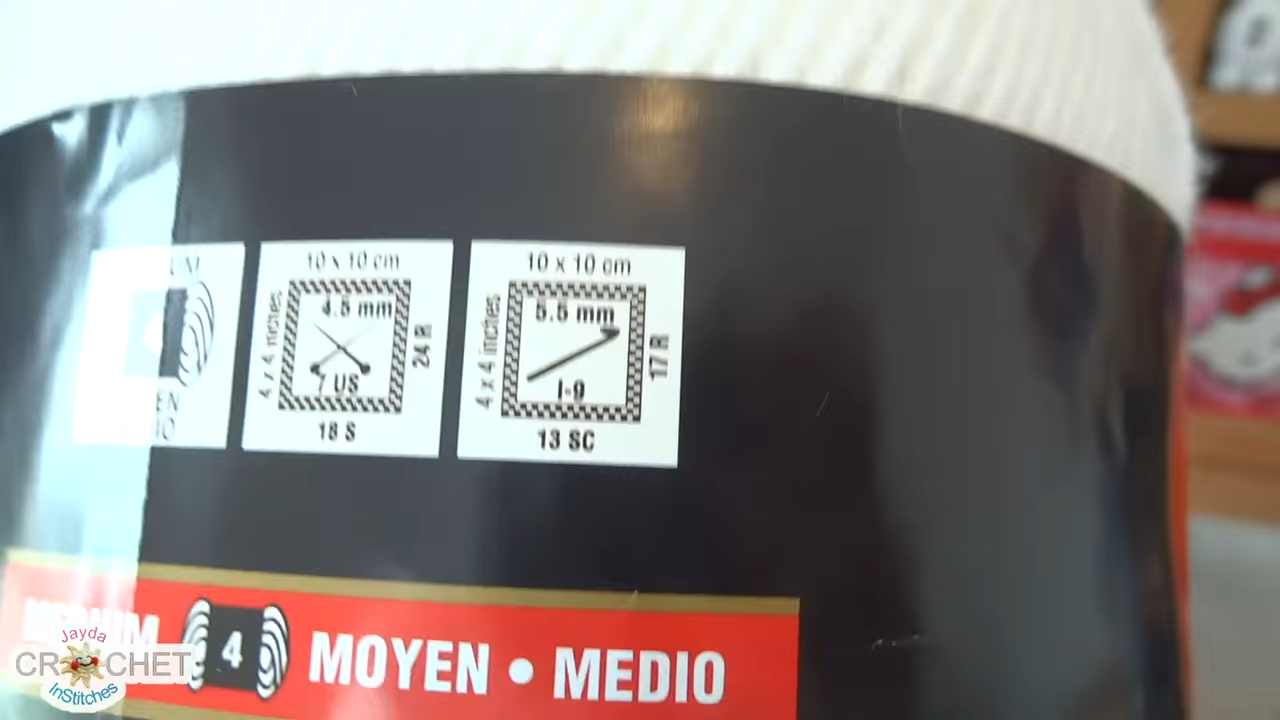 10 x 10 cm
4 x 4 inches
4.5 mm
7 US
24 R
18 S
10 x 10 cm
4 x 4 inches
5.5 mm
I-9
17 R
13 SC
MEDIUM 4 MOYEN • MEDIO
Jayda
CROCHET
InStitches